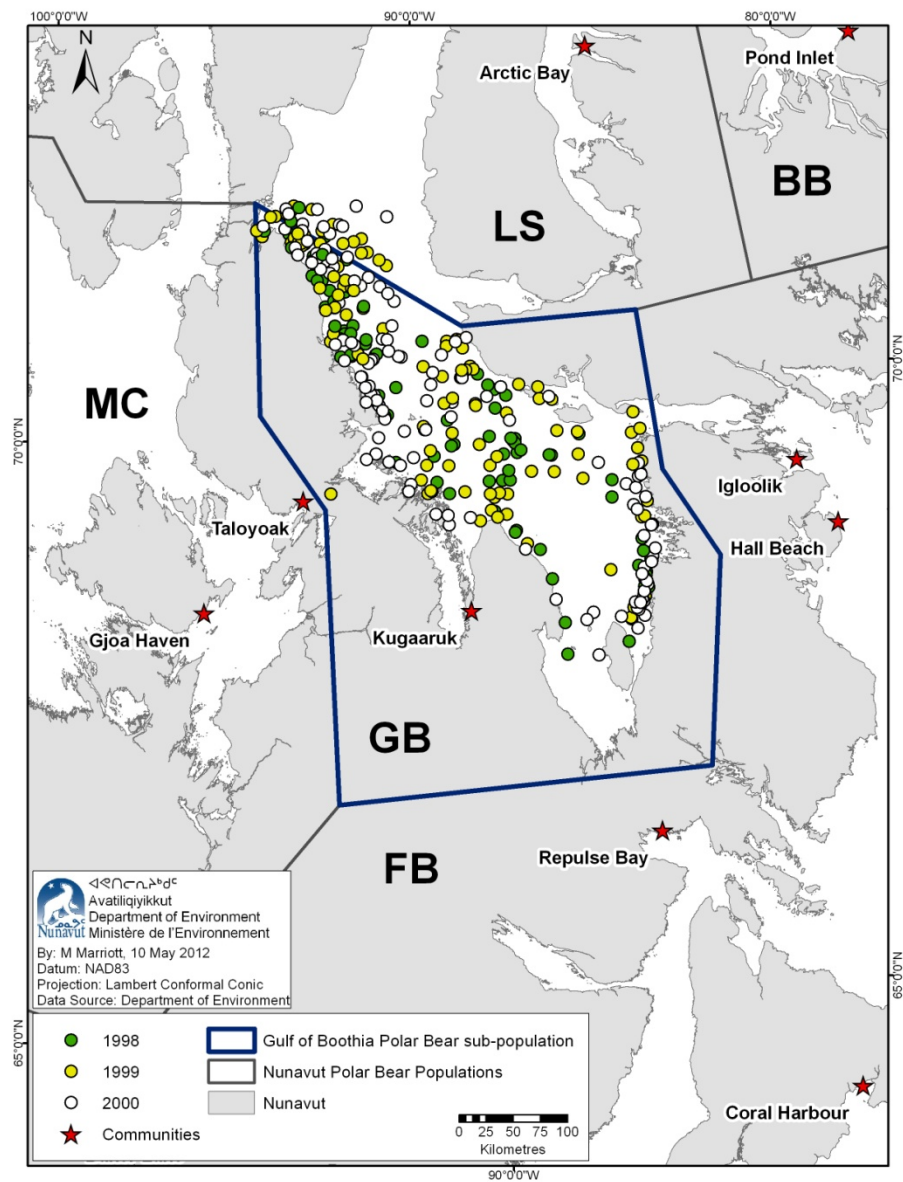 100°0'0"W
90°0'0"W
80°0'0"W
N
Arctic Bay
Pond Inlet
BB
LS
70°0'0"N
MC
70°0'0"N
Igloolik
Taloyoak
Hall Beach
Gjoa Haven
Kugaaruk
GB
Repulse Bay
FB
ᐊᕙᑎᓕᕆᔨᒃᑯᑦ
Avatiliqiyikkut
Department of Environment
Ministère de l'Environnement
Nunavut
By: M Marriott, 10 May 2012
Datum: NAD83
Projection: Lambert Conformal Conic
Data Source: Department of Environment
65°0'0"N
65°0'0"N
1998
1999
2000
Communities
Gulf of Boothia Polar Bear sub-population
Nunavut Polar Bear Populations
Nunavut
0 25 50 75 100
Kilometres
Coral Harbour
90°0'0"W